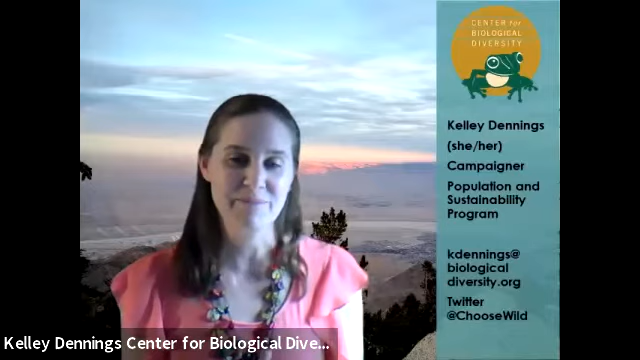 CENTER for
BIOLOGICAL
DIVERSITY
Kelley Dennings
(she/her)
Campaigner
Population and
Sustainability
Program
kdennings@
biological
diversity.org
Twitter
@ChooseWild
Kelley Dennings Center for Biological Dive...